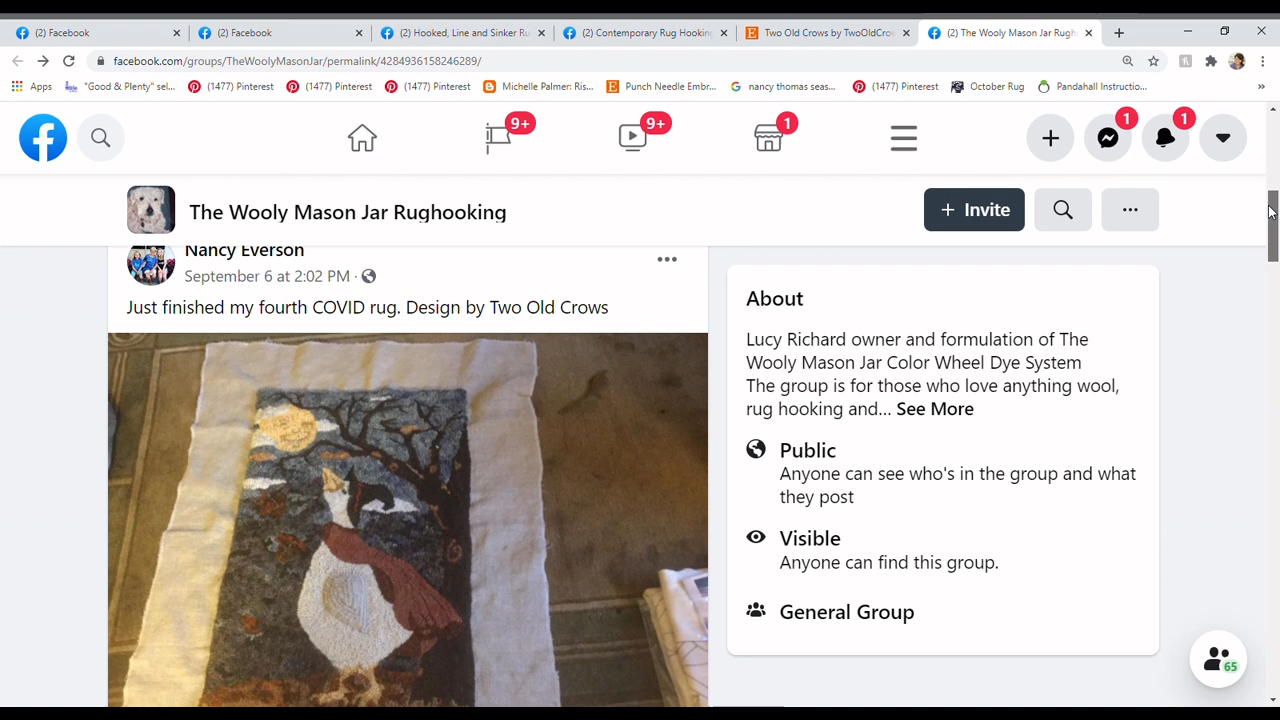 (2) Facebook
(2) Facebook
(2) Hooked, Line and Sinker Ru
(2) Contemporary Rug Hooking
Two Old Crows by TwoOldCro
(2) The Wooly Mason Jar Rugh
facebook.com/groups/TheWoolyMasonJar/permalink/4284936158246289/
Apps
"Good & Plenty" sel...
(1477) Pinterest
(1477) Pinterest
(1477) Pinterest
Michelle Palmer: Ris...
Punch Needle Embr...
nancy thomas seas...
(1477) Pinterest
October Rug
Pandahall Instructio...
9+
9+
1
1
1
The Wooly Mason Jar Rughooking
+ Invite
Nancy Everson
September 6 at 2:02 PM ·
Just finished my fourth COVID rug. Design by Two Old Crows
About
Lucy Richard owner and formulation of The
Wooly Mason Jar Color Wheel Dye System
The group is for those who love anything wool,
rug hooking and... See More
Public
Anyone can see who's in the group and what
they post
Visible
Anyone can find this group.
General Group
65